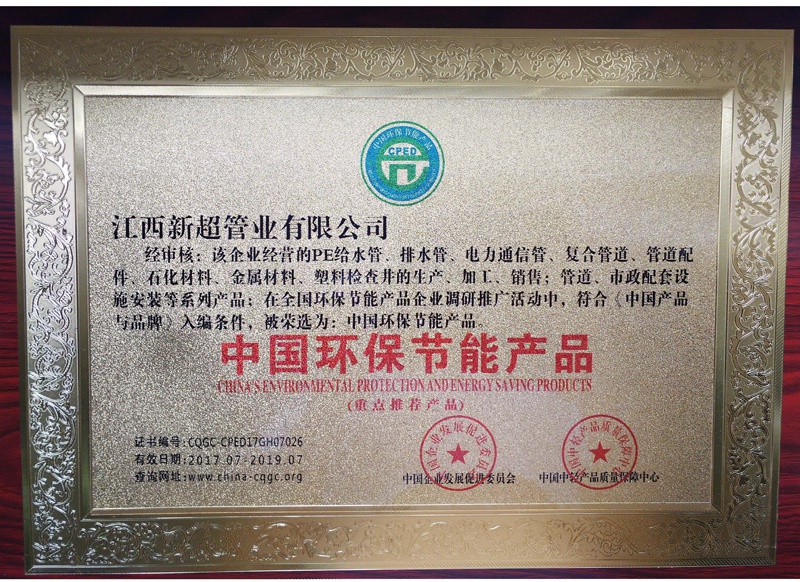 中国环保节能产品
CPED
江西新超管业有限公司
经审核：该企业经营的PE给水管、排水管、电力通信管、复合管道、管道配
件、石化材料、金属材料、塑料检查井的生产、加工、销售；管道、市政配套设
施安装等系列产品；在全国环保节能产品企业调研推广活动中，符合《中国产品
与品牌》入编条件，被荣选为：中国环保节能产品。
中国环保节能产品
CHINA'S ENVIRONMENTAL PROTECTION AND ENERGY SAVING PRODUCTS
(重点推荐产品)
证书编号:CQGC-CPED17GH07026
有效日期:2017.07-2019.07
查询网址:www.china-cqgc.org
中国企业发展促进委员会
中国中轻产品质量保障中心